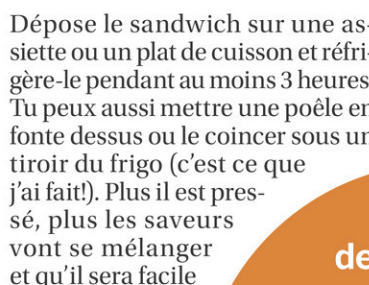 Dépose le sandwich sur une as-
siette ou un plat de cuisson et réfri-
gère-le pendant au moins 3 heures
Tu peux aussi mettre une poêle en
fonte dessus ou le coincer sous un
tiroir du frigo (c'est ce que
j'ai fait!). Plus il est pres-
sé, plus les saveurs
vont se mélanger
et qu'il sera facile
de